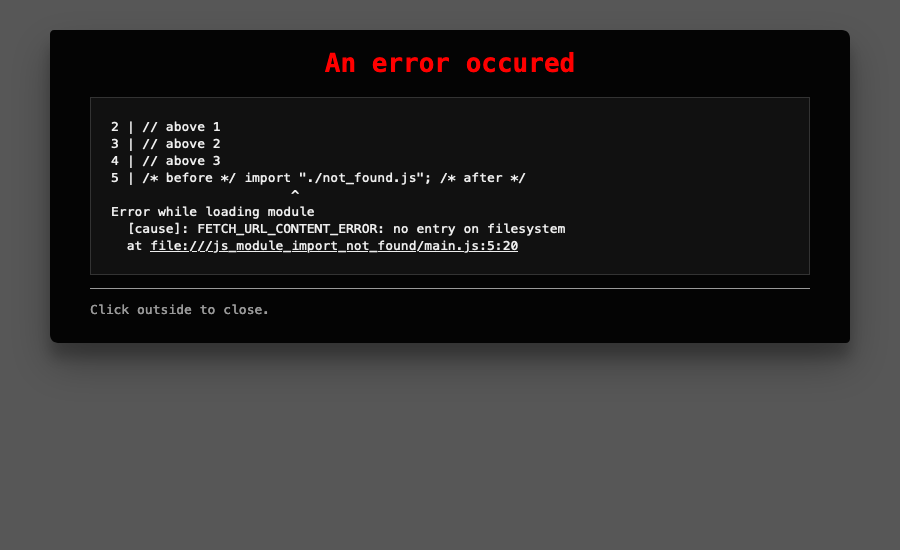 An error occured
2 | // above 1
3 | // above 2
4 | // above 3
5 | /* before */ import "./not_found.js"; /* after */
^
Error while loading module
[cause]: FETCH_URL_CONTENT_ERROR: no entry on filesystem
at file:///js_module_import_not_found/main.js:5:20
Click outside to close.